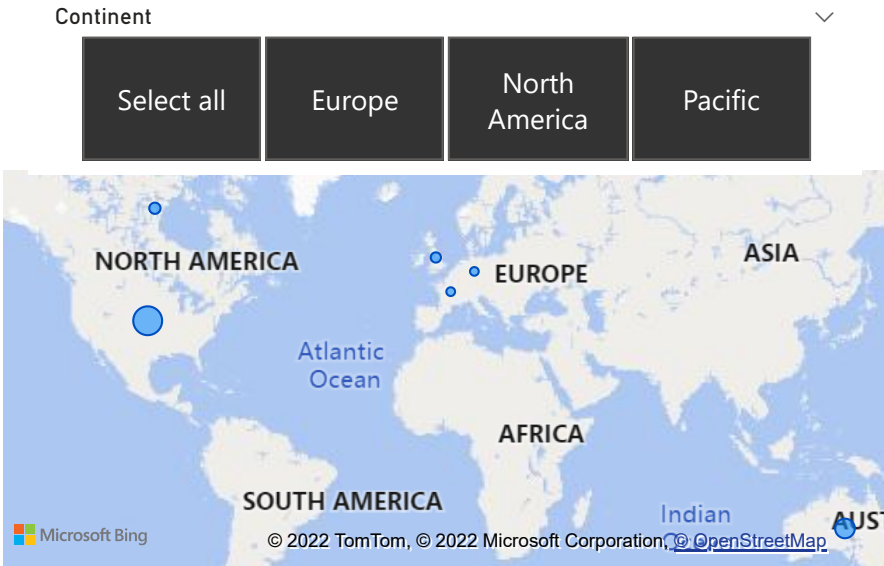 Continent
Select all
Europe
North
America
Pacific
NORTH AMERICA
EUROPE
ASIA
Atlantic
Ocean
AFRICA
SOUTH AMERICA
Indian
AUST
Microsoft Bing
© 2022 TomTom, © 2022 Microsoft Corporation, © OpenStreetMap